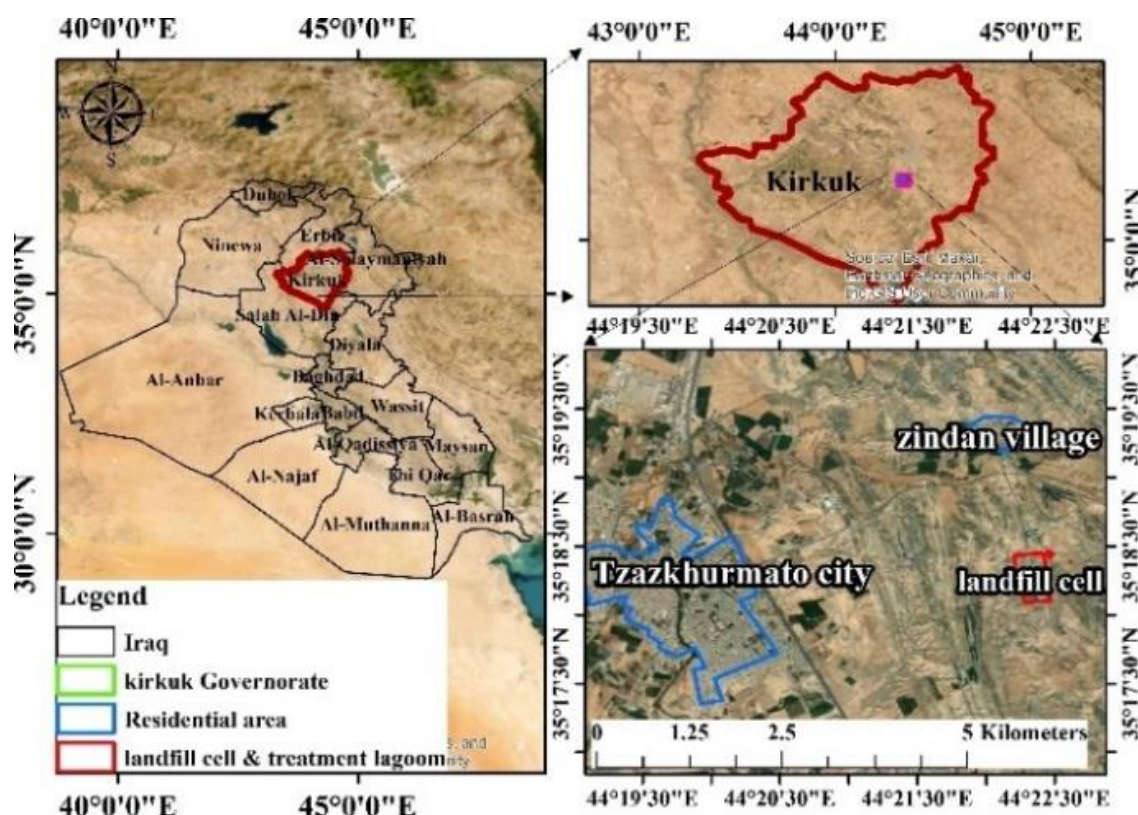 40°0'0"E 45°0'0"E
35°0'0"N
30°0'0"N
S
Duhok
Ninewa
Erbil
Kirkuk
Salah Al-Din
Diyala
Al-Anbar
Baghdad
Kerbala Babil
Wassit
Al-Qadissiya
Maysan
Al-Najaf
Thi Qar
Al-Muthanna
Al-Basrah
Legend
Iraq
kirkuk Governorate
Residential area
landfill cell & treatment lagoom
40°0'0"E 45°0'0"E
43°0'0"E 44°0'0"E 45°0'0"E
Kirkuk
35°0'0"N
44°19'30"E 44°20'30"E 44°21'30"E 44°22'30"E
35°19'30"N
35°18'30"N
35°17'30"N
zindan village
Tzazkhurmato city
landfill cell
0 1.25 2.5 5 Kilometers
35°19'30"N
35°18'30"N
35°17'30"N
44°19'30"E 44°20'30"E 44°21'30"E 44°22'30"E